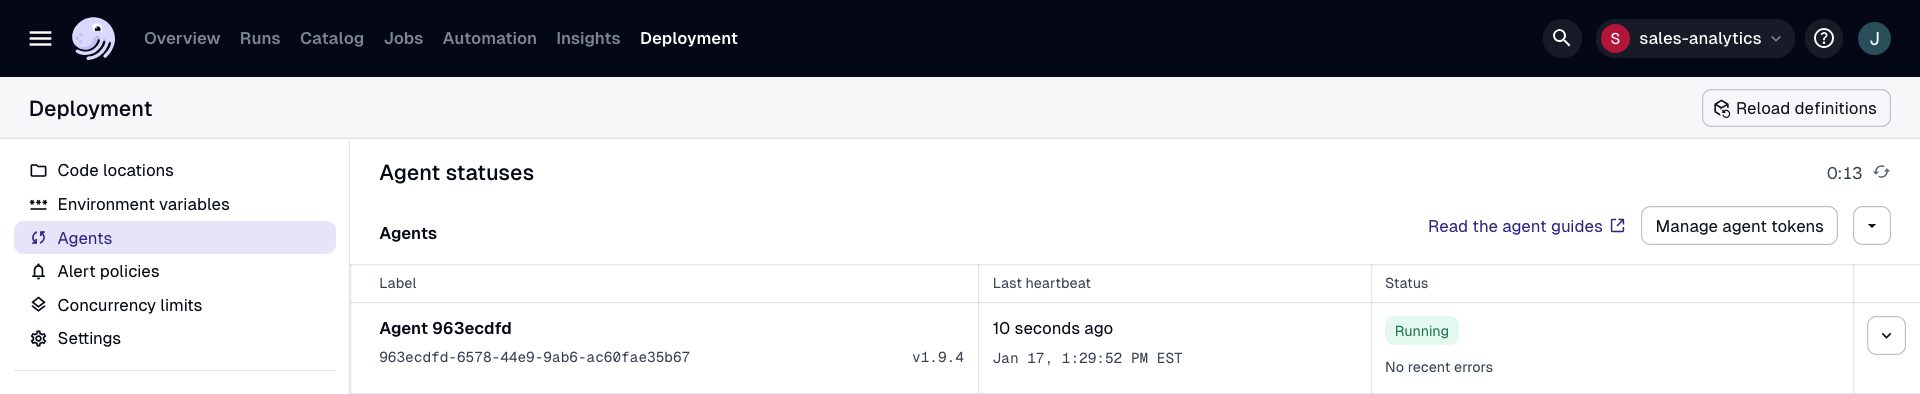 Overview Runs Catalog Jobs Automation Insights Deployment S sales-analytics J
Deployment Reload definitions
Code locations
Environment variables
Agents
Alert policies
Concurrency limits
Settings
Agent statuses 0:13
Agents Read the agent guides Manage agent tokens
Label Last heartbeat Status
Agent 963ecdfd 10 seconds ago Running
963ecdfd-6578-44e9-9ab6-ac60fae35b67 v1.9.4 Jan 17, 1:29:52 PM EST
No recent errors